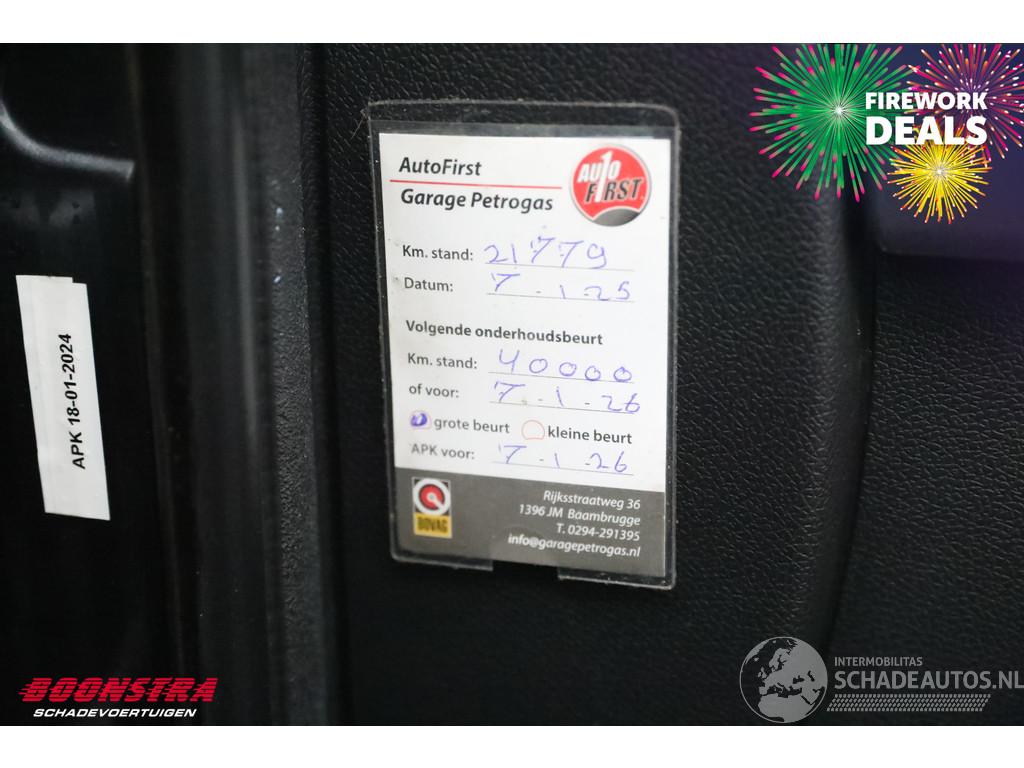 FIREWORK
DEALS
AutoFirst
Garage Petrogas
AUTO
1
FIRST
Km. stand: 21779
Datum: 7-1-25
Volgende onderhoudsbeurt
Km. stand: 40000
of voor: 7-1-26
grote beurt kleine beurt
APK voor: 7-1-26
BOVAG
Rijksstraatweg 36
1396 JM Baambrugge
T. 0294-291395
info@garagepetrogas.nl
APK 18-01-2024
BOONSTRA
SCHADEVOERTUIGEN
INTERMOBILITAS
SCHADEAUTOS.NL